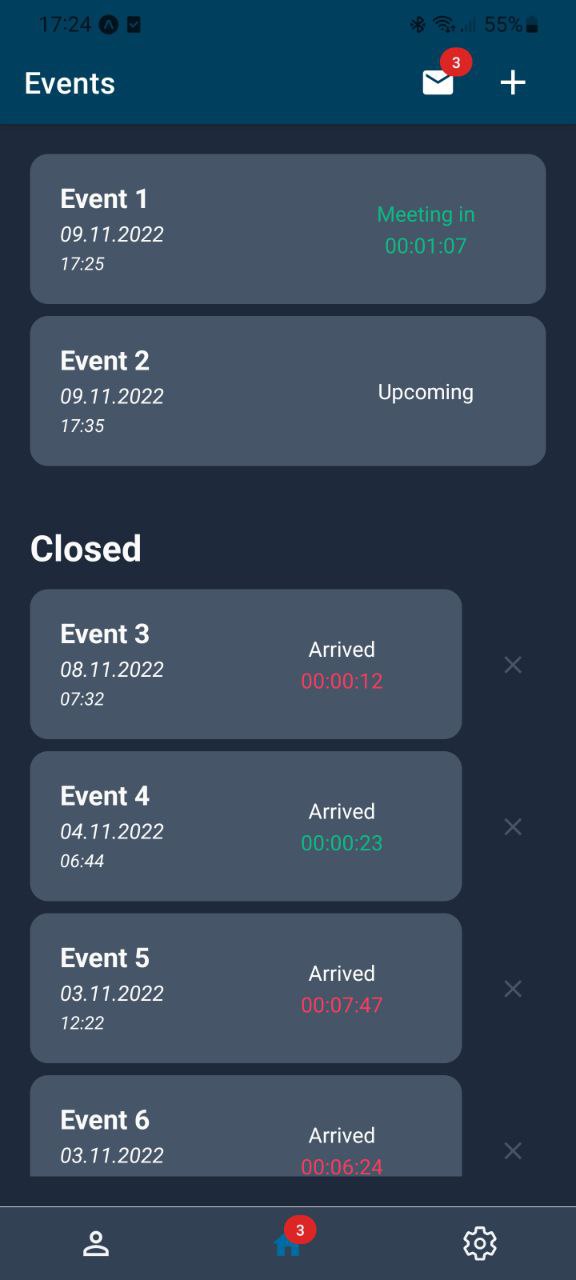 17:24
55%
Events
3
Event 1
09.11.2022
17:25
Meeting in
00:01:07
Event 2
09.11.2022
17:35
Upcoming
Closed
Event 3
08.11.2022
07:32
Arrived
00:00:12
Event 4
04.11.2022
06:44
Arrived
00:00:23
Event 5
03.11.2022
12:22
Arrived
00:07:47
Event 6
03.11.2022
Arrived
00:06:24
3